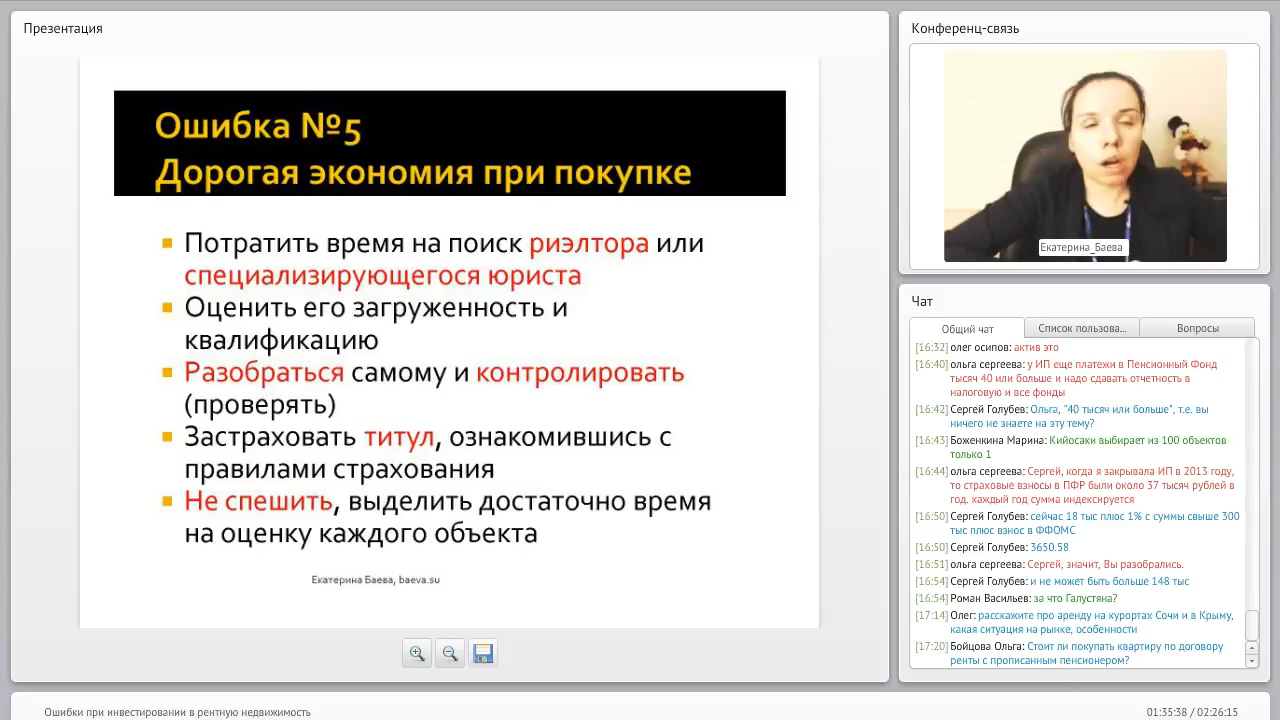 Презентация
Ошибка №5
Дорогая экономия при покупке
Потратить время на поиск риэлтора или
специализирующегося юриста
Оценить его загруженность и
квалификацию
Разобраться самому и контролировать
(проверять)
Застраховать титул, ознакомившись с
правилами страхования
Не спешить, выделить достаточно время
на оценку каждого объекта
Екатерина Баева, baeva.su
Конференц-связь
Екатерина_Баева
Чат
Общий чат
Список пользова...
Вопросы
[16:32] олег осипов: актив это
[16:40] ольга сергеева: у ИП еще платежи в Пенсионный Фонд
тысяч 40 или больше и надо сдавать отчетность в
налоговую и все фонды
[16:42] Сергей Голубев: Ольга, "40 тысяч или больше", т.е. вы
ничего не знаете на эту тему?
[16:43] Боженкина Марина: Кийосаки выбирает из 100 объектов
только 1
[16:44] ольга сергеева: Сергей, когда я закрывала ИП в 2013 году,
то страховые взносы в ПФР были около 37 тысяч рублей в
год. каждый год сумма индексируется
[16:50] Сергей Голубев: сейчас 18 тыс плюс 1% с суммы свыше 300
тыс плюс взнос в ФФОМС
[16:50] Сергей Голубев: 3650.58
[16:51] ольга сергеева: Сергей, значит, Вы разобрались.
[16:54] Сергей Голубев: и не может быть больше 148 тыс
[16:54] Роман Васильев: за что Галустяна?
[17:14] Олег: расскажите про аренду на курортах Сочи и в Крыму,
какая ситуация на рынке, особенности
[17:20] Бойцова Ольга: Стоит ли покупать квартиру по договору
ренты с прописанным пенсионером?
Ошибки при инвестировании в рентную недвижимость
01:35:38 / 02:26:15